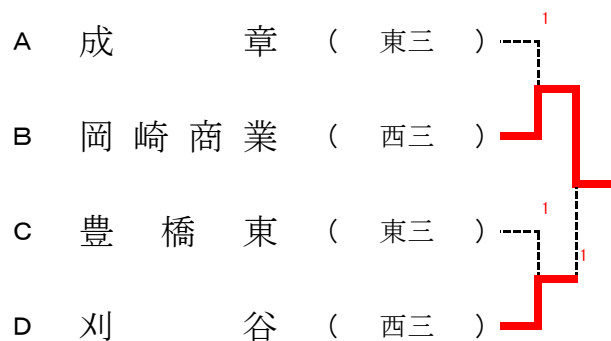 1
A 成章 ( 東三 )
B 岡崎商業 ( 西三 )
1
C 豊橋東 ( 東三 )
1
D 刈谷 ( 西三 )